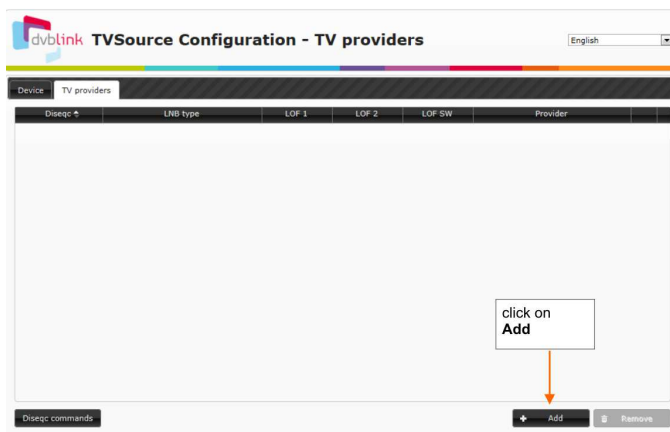 dvblink TVSource Configuration - TV providers
English
Device TV providers
Diseqc LNB type LOF 1 LOF 2 LOF SW Provider
click on
Add
Diseqc commands + Add Remove